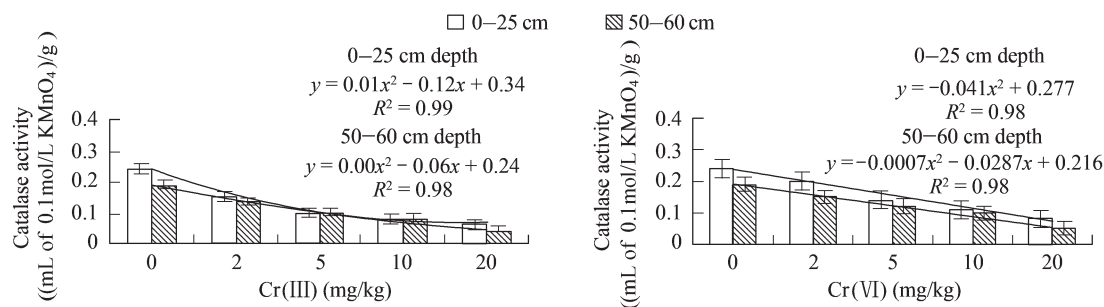 0−25 cm 50−60 cm
Catalase activity
((mL of 0.1mol/L KMnO₄)/g)
0−25 cm depth
y = 0.01x² − 0.12x + 0.34
R² = 0.99
50−60 cm depth
y = 0.00x² − 0.06x + 0.24
R² = 0.98
0.4
0.3
0.2
0.1
0
0 2 5 10 20
Cr(III) (mg/kg)
Catalase activity
((mL of 0.1mol/L KMnO₄)/g)
0−25 cm depth
y = −0.041x² + 0.277
R² = 0.98
50−60 cm depth
y = −0.0007x² − 0.0287x + 0.216
R² = 0.98
0.4
0.3
0.2
0.1
0
0 2 5 10 20
Cr(VI) (mg/kg)